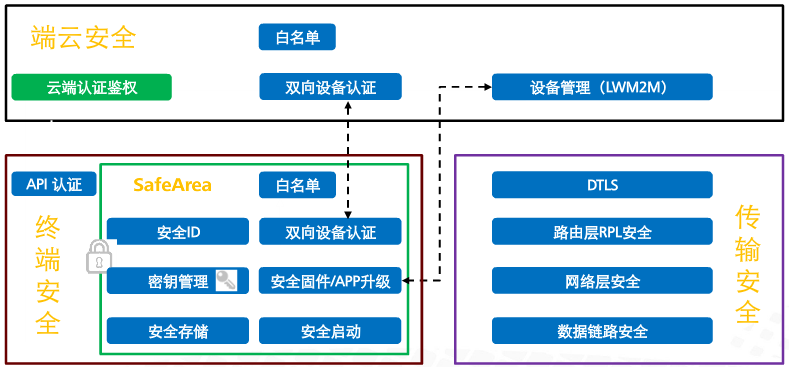 端云安全
白名单
云端认证鉴权
双向设备认证
设备管理（LWM2M）
API 认证
SafeArea
白名单
终端安全
安全ID
双向设备认证
密钥管理
安全固件/APP升级
安全存储
安全启动
DTLS
路由层RPL安全
网络层安全
数据链路安全
传输安全